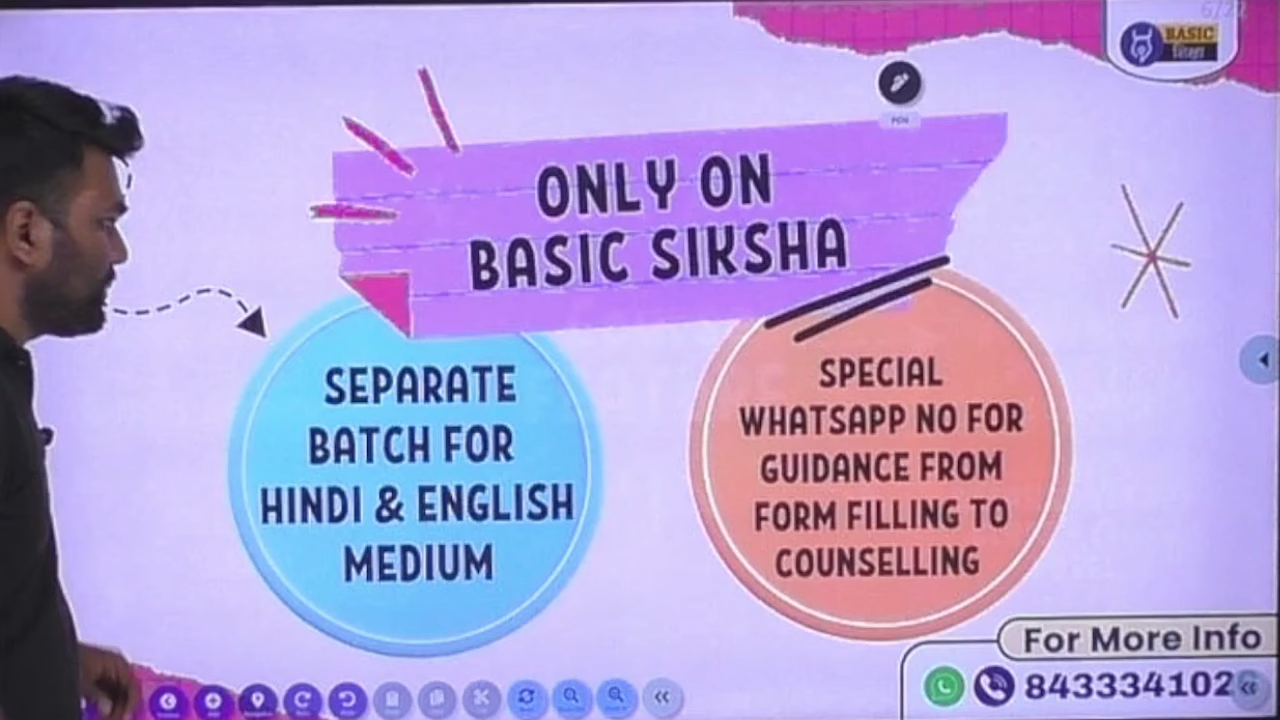 BASIC
ONLY ON
BASIC SIKSHA
SEPARATE
BATCH FOR
HINDI & ENGLISH
MEDIUM
SPECIAL
WHATSAPP NO FOR
GUIDANCE FROM
FORM FILLING TO
COUNSELLING
For More Info
843334102